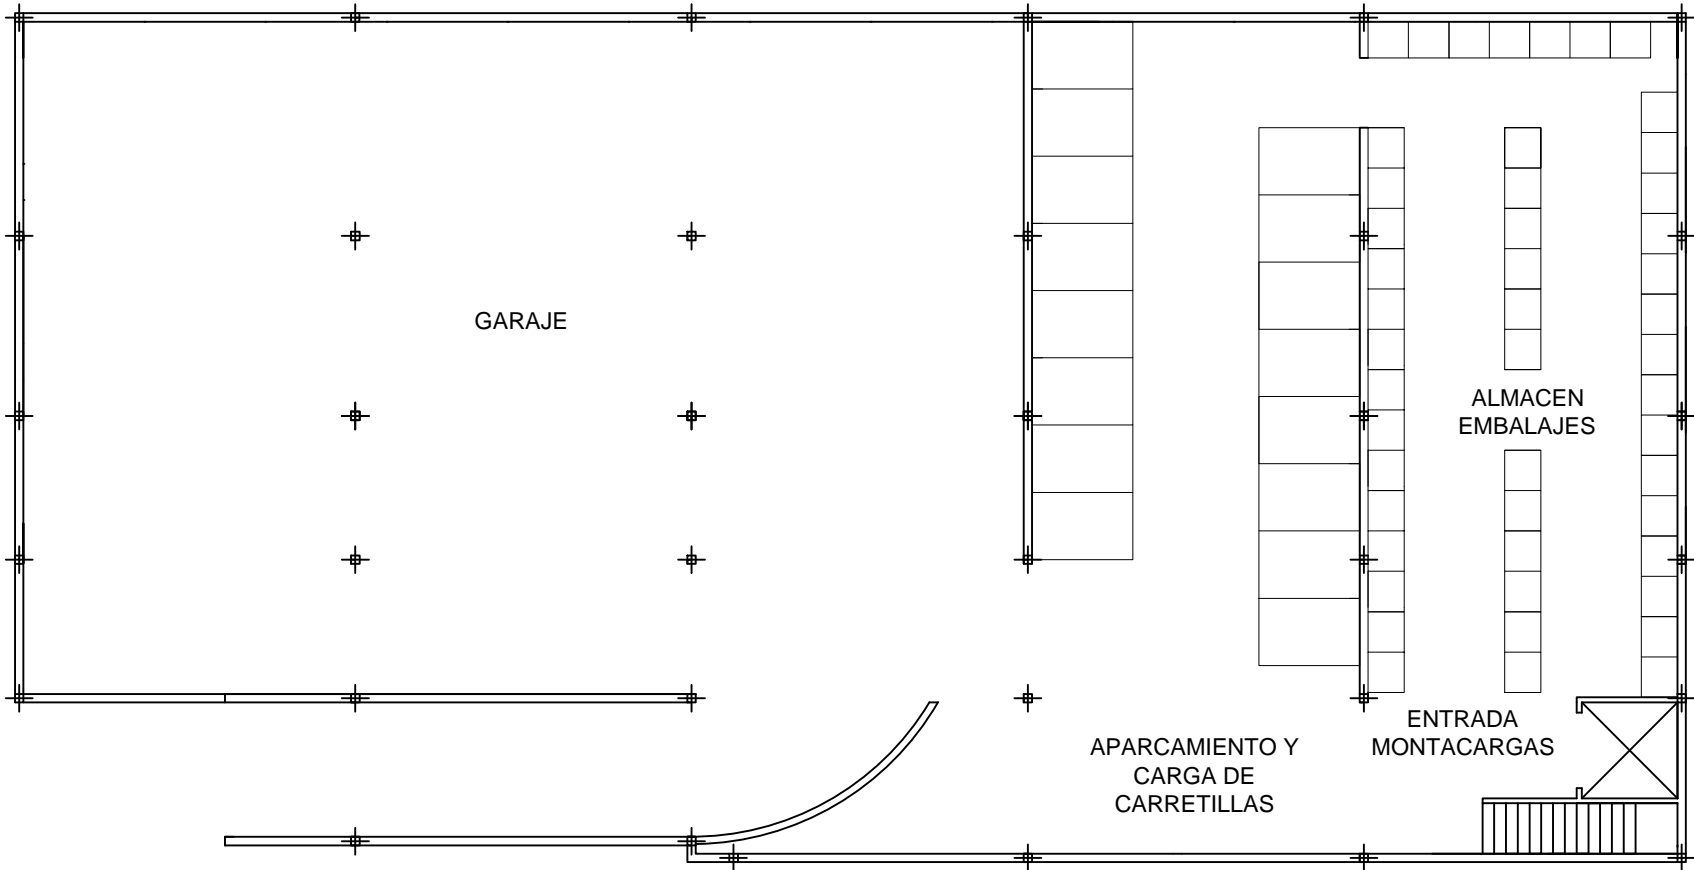 GARAJE
ALMACEN
EMBALAJES
ENTRADA
MONTACARGAS
APARCAMIENTO Y
CARGA DE
CARRETILLAS